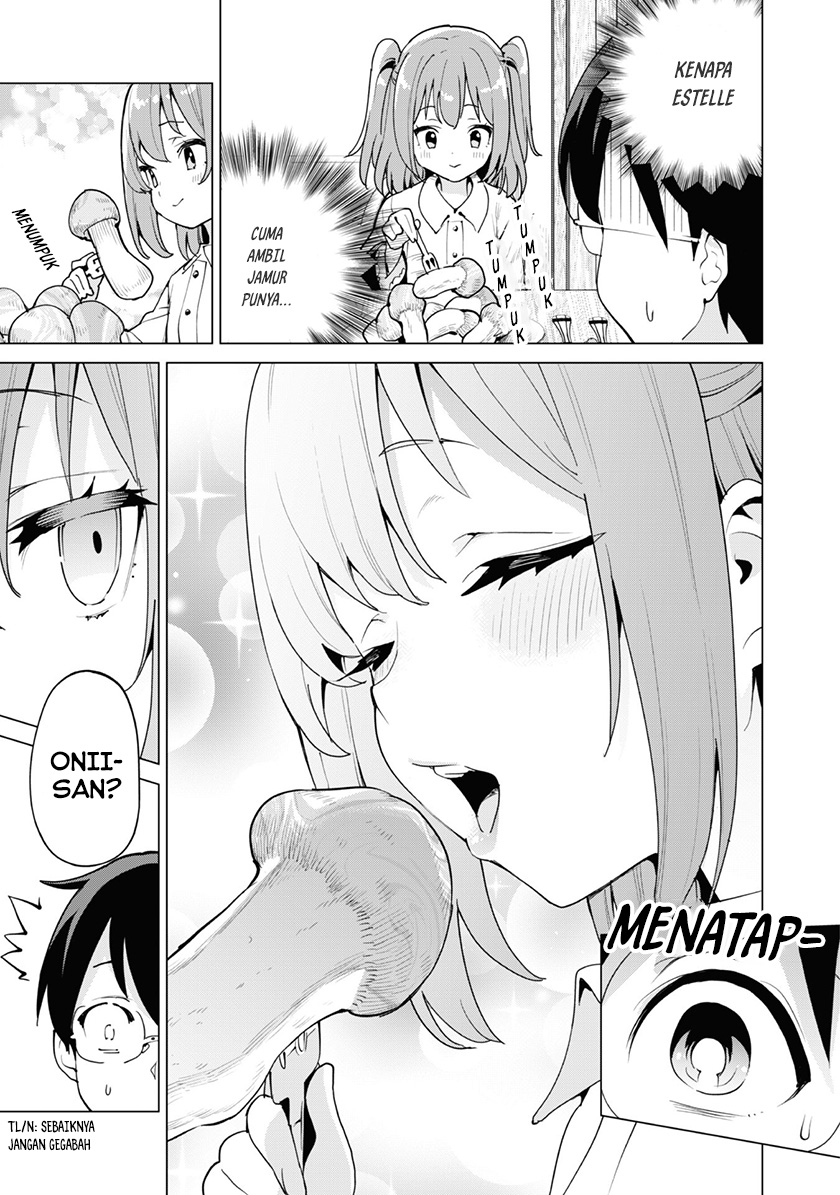 KENAPA
ESTELLE
CUMA
AMBIL
JAMUR
PUNYA...
TUMPUK
TUMPUK
MENUMPUK
MENATAP-
ONII-
SAN?
TL/N: SEBAIKNYA
JANGAN GEGABAH